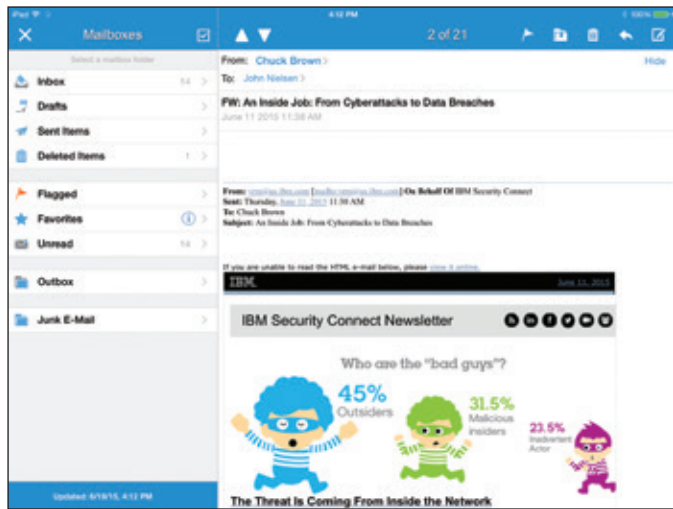 iPad
4:12 PM
100%
Mailboxes
2 of 21
Select a mailbox folder
Inbox 14
Drafts
Sent Items
Deleted Items 1
Flagged
Favorites
Unread 14
Outbox
Junk E-Mail
Updated: 6/18/15, 4:12 PM
From: Chuck Brown
Hide
To: John Nielsen
FW: An Inside Job: From Cyberattacks to Data Breaches
June 11 2015 11:38 AM
From: On Behalf Of IBM Security Connect
Sent: Thursday, June 11, 2015 11:30 AM
To: Chuck Brown
Subject: An Inside Job: From Cyberattacks to Data Breaches
If you are unable to read the HTML e-mail below, please view it online.
IBM. June 11, 2015
IBM Security Connect Newsletter
Who are the "bad guys"?
45%
Outsiders
31.5%
Malicious
insiders
23.5%
Inadvertent
Actor
The Threat Is Coming From Inside the Network